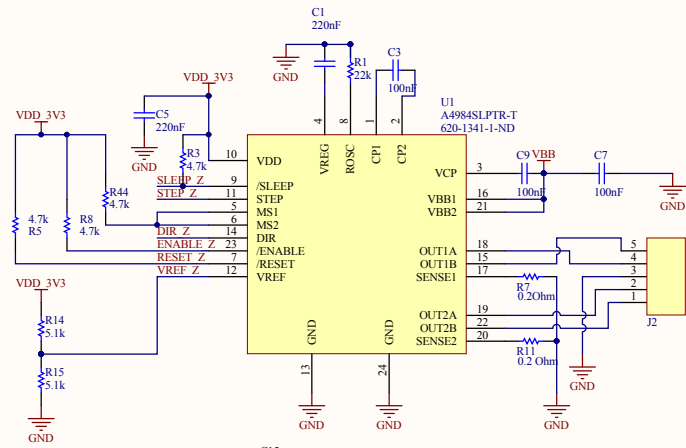 C1
220nF
GND
R1
22k
C3
100nF
VDD_3V3
U1
A4984SLPTR-T
620-1341-1-ND
VDD_3V3
C5
220nF
GND
4
8
1
2
VREG
ROSC
CP1
CP2
R3
4.7k
10
VDD
VCP
3
C9
100nF
VBB
C7
100nF
GND
SLEEP_Z
9
/SLEEP
STEP_Z
11
STEP
VBB1
16
R44
4.7k
5
MS1
VBB2
21
6
MS2
4.7k
R5
R8
4.7k
DIR_Z
14
DIR
ENABLE_Z
23
/ENABLE
OUT1A
18
RESET_Z
7
/RESET
OUT1B
15
VREF_Z
12
VREF
SENSE1
17
R7
0.2Ohm
5
4
3
2
1
J2
VDD_3V3
R14
5.1k
OUT2A
19
OUT2B
22
SENSE2
20
R11
0.2 Ohm
GND
GND
13
24
R15
5.1k
GND
GND
GND
GND
GND